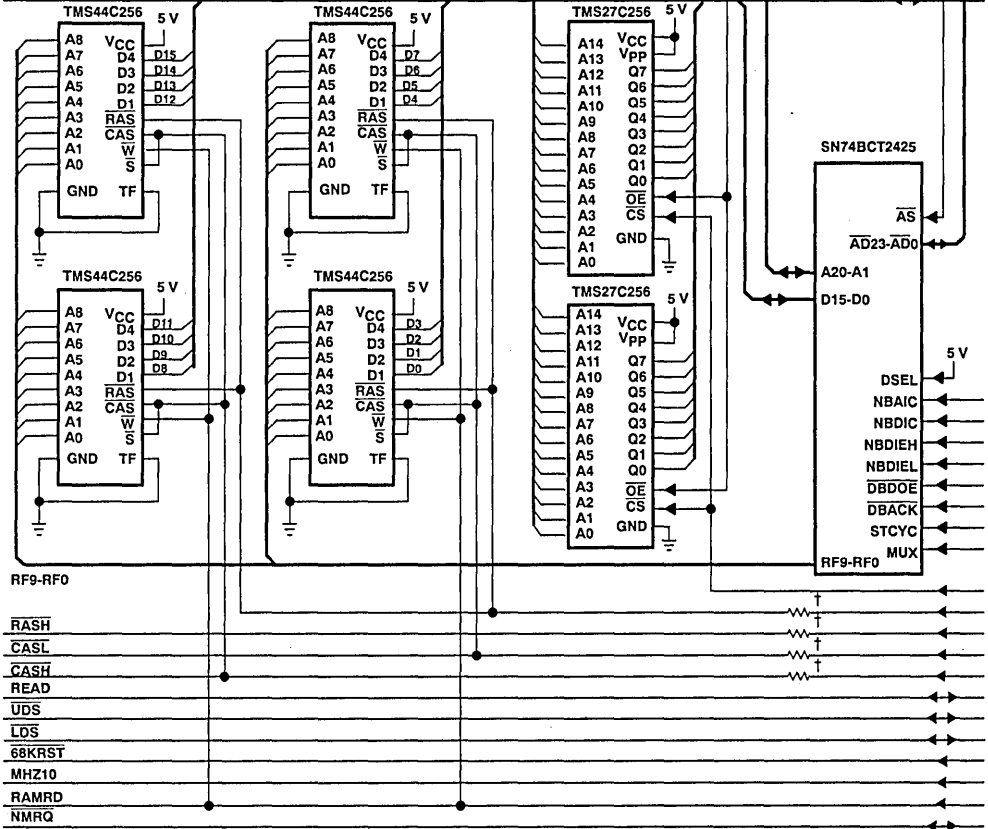 TMS44C256
5 V
A8
A7
A6
A5
A4
A3
A2
A1
A0
VCC
D4
D3
D2
D1
RAS
CAS
W
S
GND
TF
D15
D14
D13
D12
TMS44C256
5 V
A8
A7
A6
A5
A4
A3
A2
A1
A0
VCC
D4
D3
D2
D1
RAS
CAS
W
S
GND
TF
D7
D6
D5
D4
TMS27C256
5 V
A14
A13
A12
A11
A10
A9
A8
A7
A6
A5
A4
A3
A2
A1
A0
VCC
VPP
Q7
Q6
Q5
Q4
Q3
Q2
Q1
Q0
OE
CS
GND
TMS44C256
5 V
A8
A7
A6
A5
A4
A3
A2
A1
A0
VCC
D4
D3
D2
D1
RAS
CAS
W
S
GND
TF
D11
D10
D9
D8
TMS44C256
5 V
A8
A7
A6
A5
A4
A3
A2
A1
A0
VCC
D4
D3
D2
D1
RAS
CAS
W
S
GND
TF
D3
D2
D1
D0
TMS27C256
5 V
A14
A13
A12
A11
A10
A9
A8
A7
A6
A5
A4
A3
A2
A1
A0
VCC
VPP
Q7
Q6
Q5
Q4
Q3
Q2
Q1
Q0
OE
CS
GND
SN74BCT2425
AS
AD23-AD0
A20-A1
D15-D0
5 V
DSEL
NBAIC
NBDIC
NBDIEH
NBDIEL
DBDOE
DBACK
STCYC
MUX
RF9-RF0
RF9-RF0
†
†
†
†
RASH
CASL
CASH
READ
UDS
LDS
68KRST
MHZ10
RAMRD
NMRQ